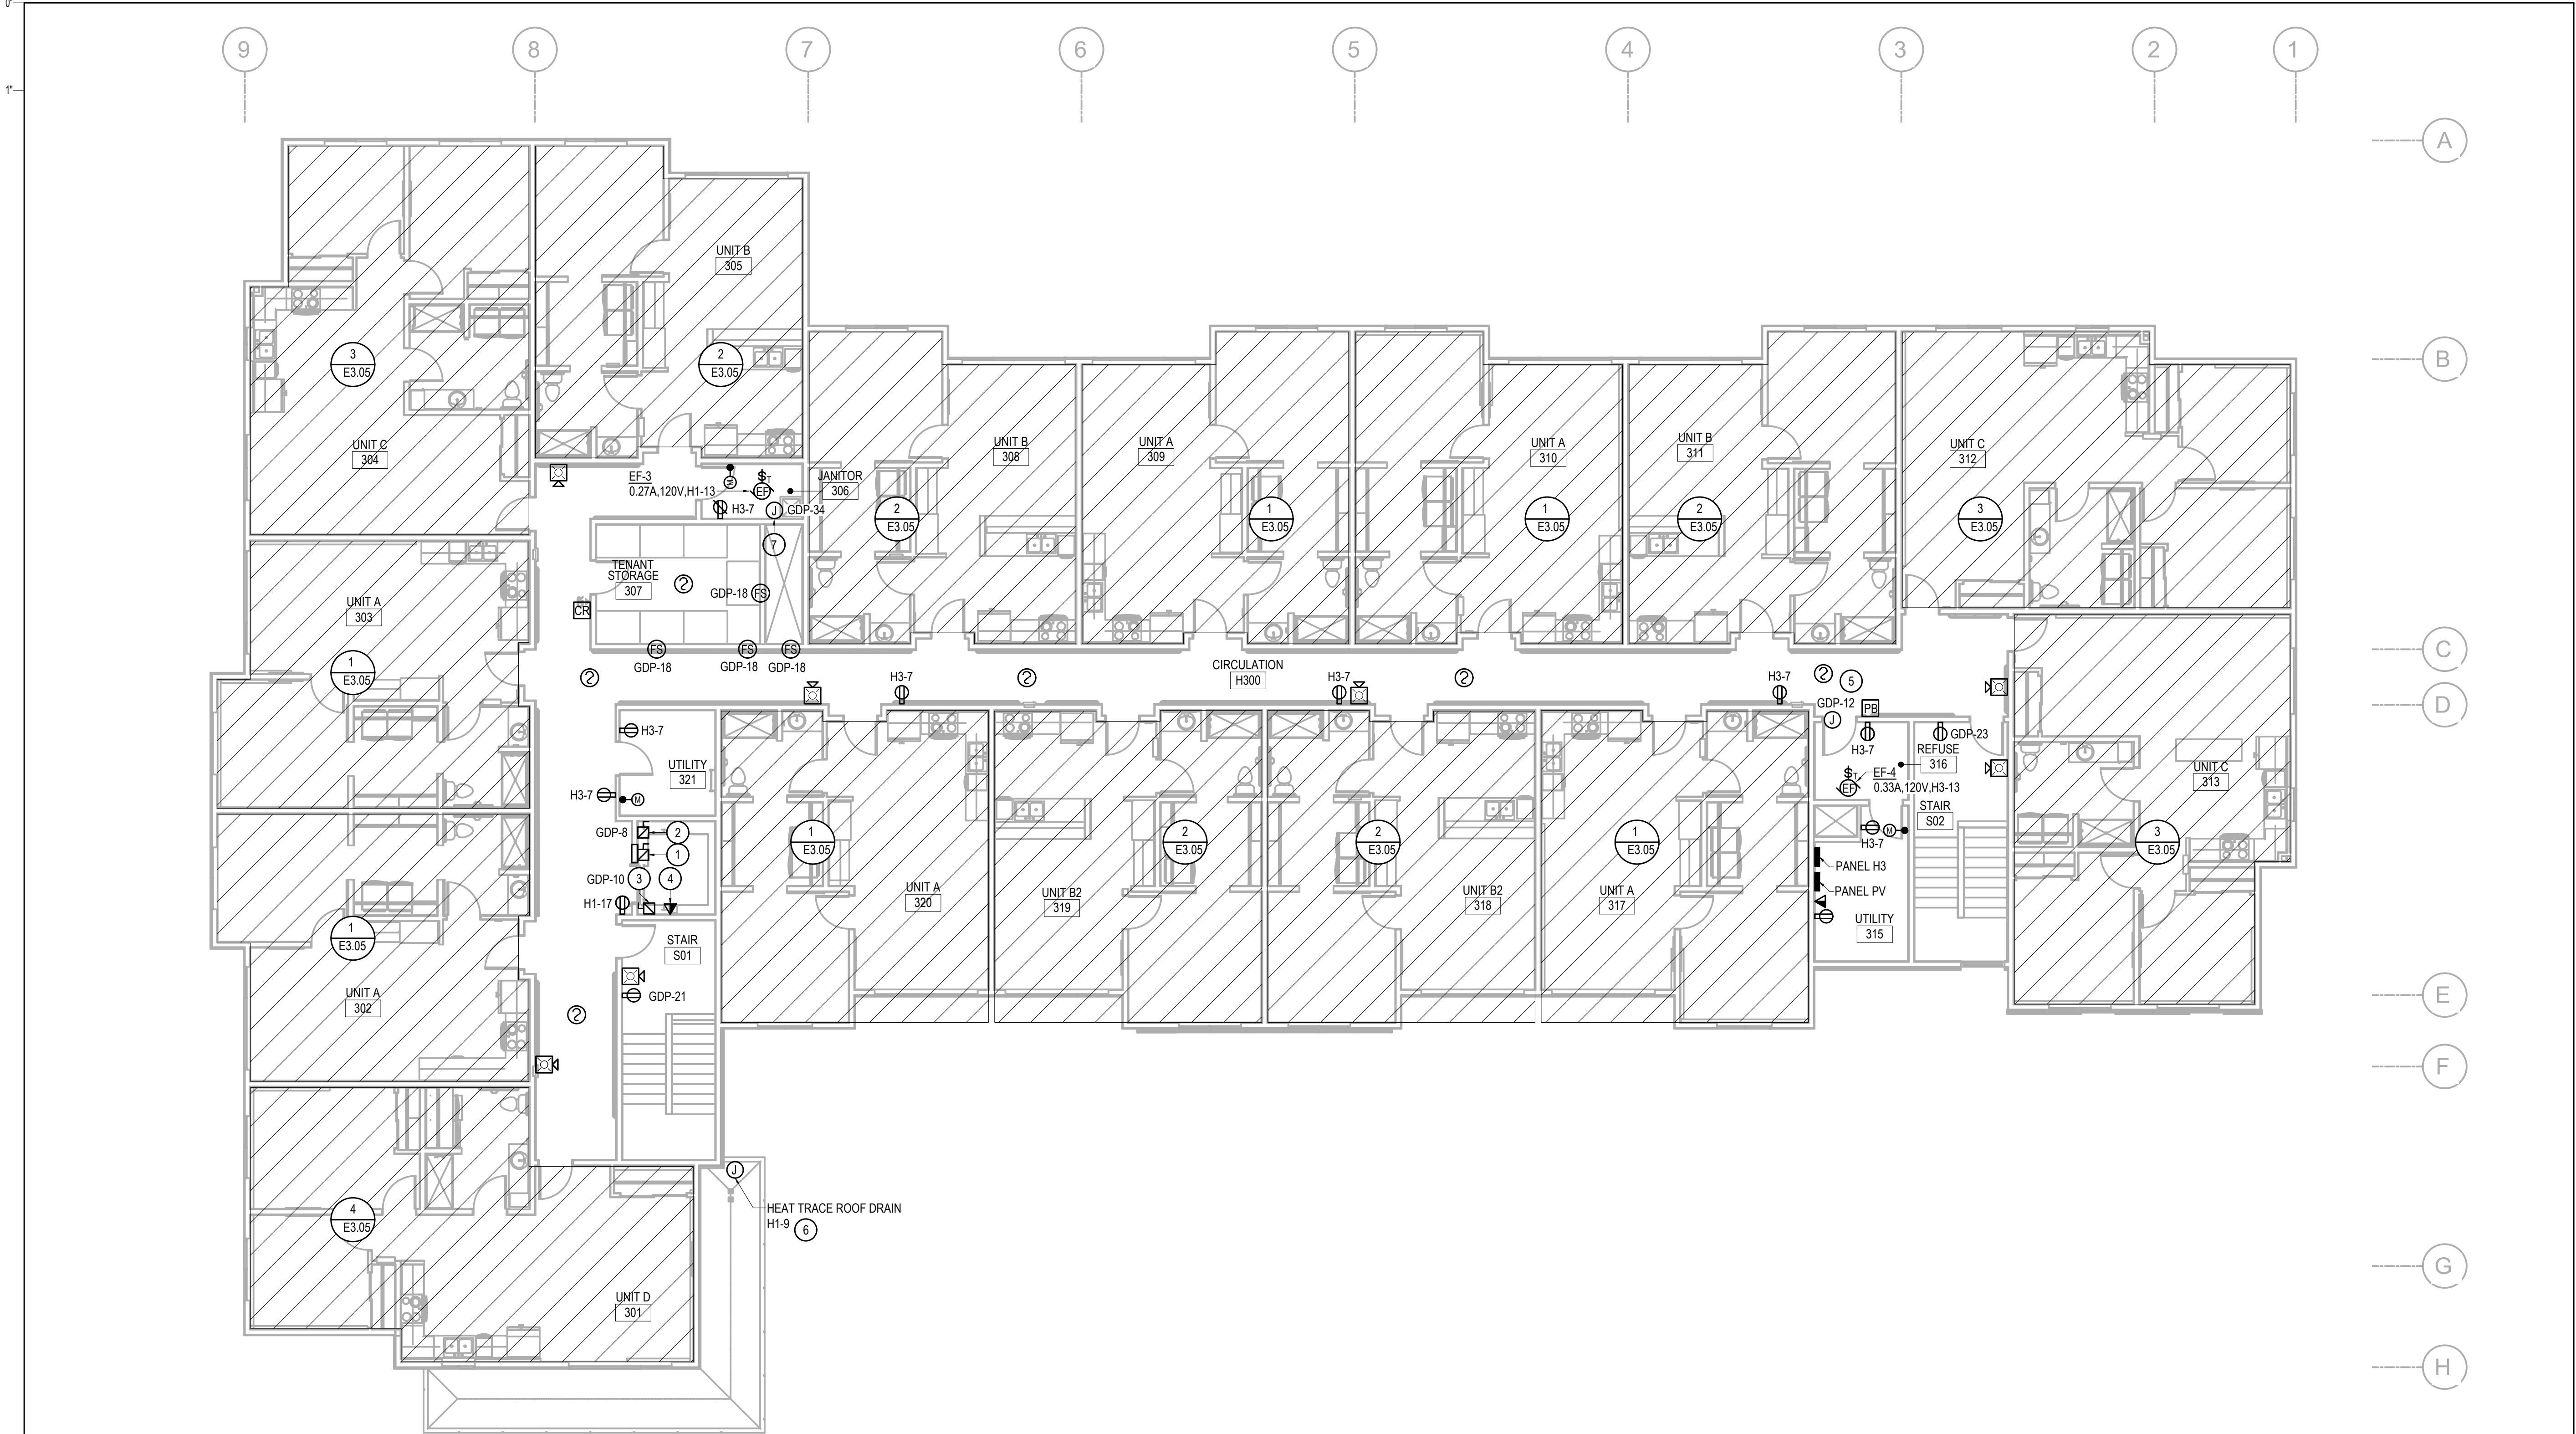 0"
1"
9
8
7
6
5
4
3
2
1
A
B
C
D
E
F
G
H
UNIT B
305
3
E3.05
2
E3.05
UNIT C
304
UNIT B
308
UNIT A
309
UNIT A
310
UNIT B
311
UNIT C
312
EF-3
0.27A,120V,H1-13
$T
EF
M
JANITOR
306
H3-7
J
GDP-34
7
2
E3.05
1
E3.05
1
E3.05
2
E3.05
3
E3.05
TENANT
STORAGE
307
GDP-18
FS
CR
UNIT A
303
1
E3.05
FS
FS
FS
GDP-18
GDP-18
GDP-18
CIRCULATION
H300
H3-7
H3-7
H3-7
5
GDP-12
J
PB
H3-7
GDP-23
REFUSE
316
H3-7
UTILITY
321
H3-7
M
$T
EF
EF-4
0.33A,120V,H3-13
STAIR
S02
UNIT C
313
GDP-8
2
1
GDP-10
3
4
H1-17
M
H3-7
1
E3.05
2
E3.05
2
E3.05
1
E3.05
3
E3.05
PANEL H3
PANEL PV
UNIT A
320
UNIT B2
319
UNIT B2
318
UNIT A
317
UTILITY
315
1
E3.05
STAIR
S01
UNIT A
302
GDP-21
J
4
E3.05
HEAT TRACE ROOF DRAIN
H1-9
6
UNIT D
301